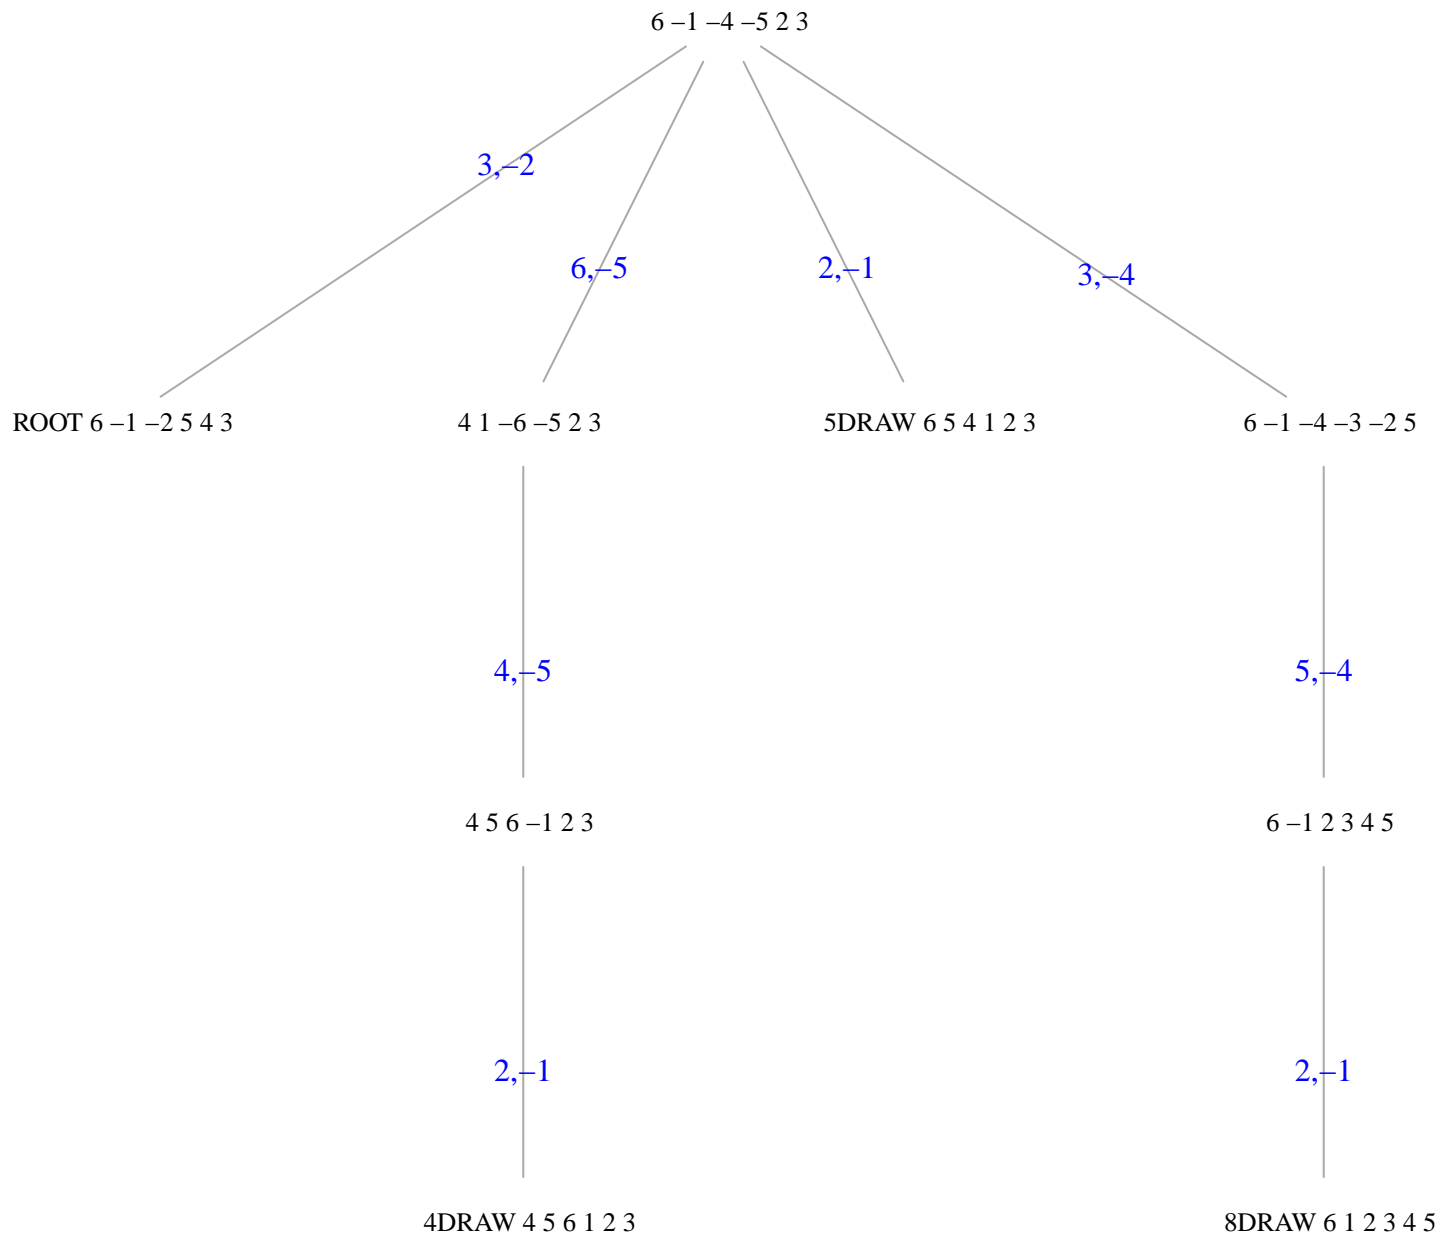 6 –1 –4 –5 2 3
3,–2
6,–5
2,–1
3,–4
ROOT 6 –1 –2 5 4 3
4 1 –6 –5 2 3
5DRAW 6 5 4 1 2 3
6 –1 –4 –3 –2 5
4,–5
5,–4
4 5 6 –1 2 3
6 –1 2 3 4 5
2,–1
2,–1
4DRAW 4 5 6 1 2 3
8DRAW 6 1 2 3 4 5